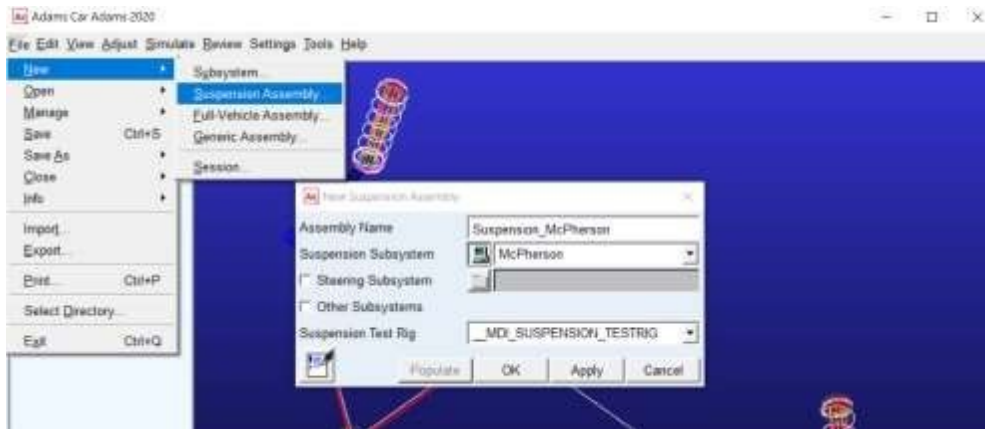 Adams Car Adams 2020
File Edit View Adjust Simulate Review Settings Tools Help
New
Open
Manage
Save Ctrl+S
Save As
Close
Info
Import...
Export...
Print... Ctrl+P
Select Directory...
Exit Ctrl+Q
Subsystem...
Suspension Assembly...
Full-Vehicle Assembly...
Generic Assembly...
Session...
New Suspension Assembly
Assembly Name Suspension_McPherson
Suspension Subsystem McPherson
Steering Subsystem
Other Subsystems
Suspension Test Rig __MDI_SUSPENSION_TESTRIG
Populate OK Apply Cancel